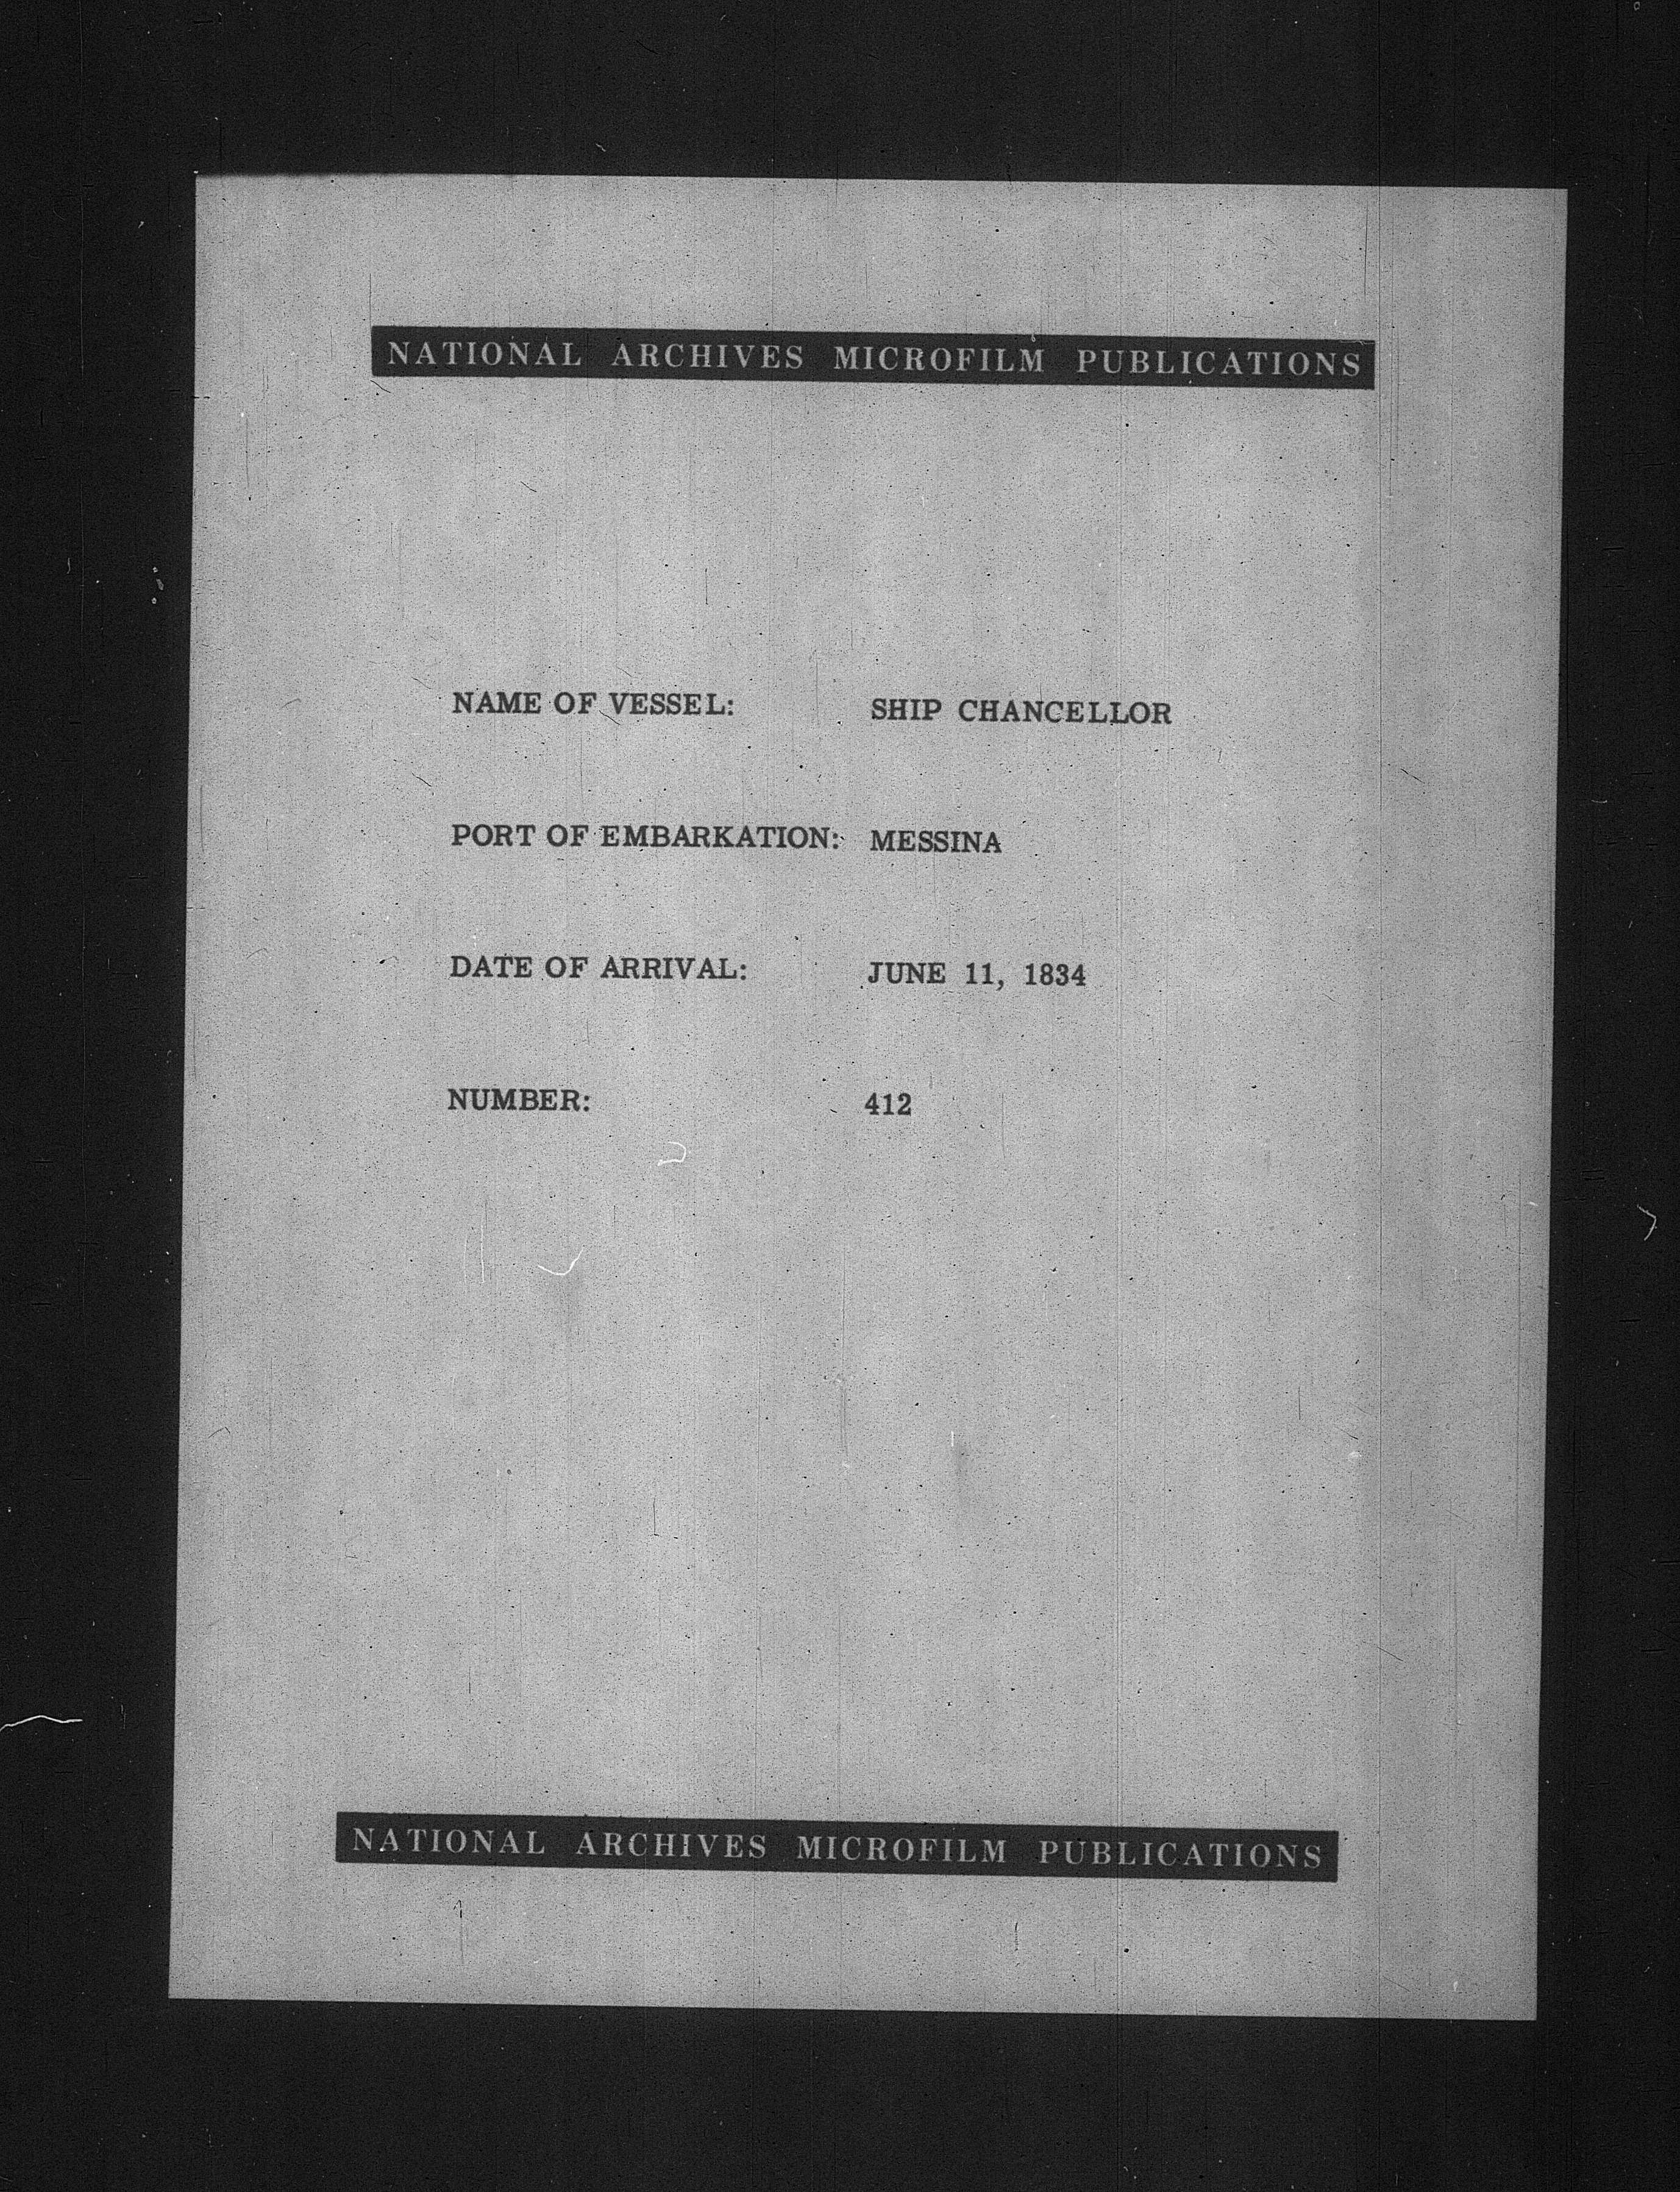 NATIONAL ARCHIVES MICROFILM PUBLICATIONS
NAME OF VESSEL: SHIP CHANCELLOR
PORT OF EMBARKATION: MESSINA
DATE OF ARRIVAL: JUNE 11, 1834
NUMBER: 412
NATIONAL ARCHIVES MICROFILM PUBLICATIONS